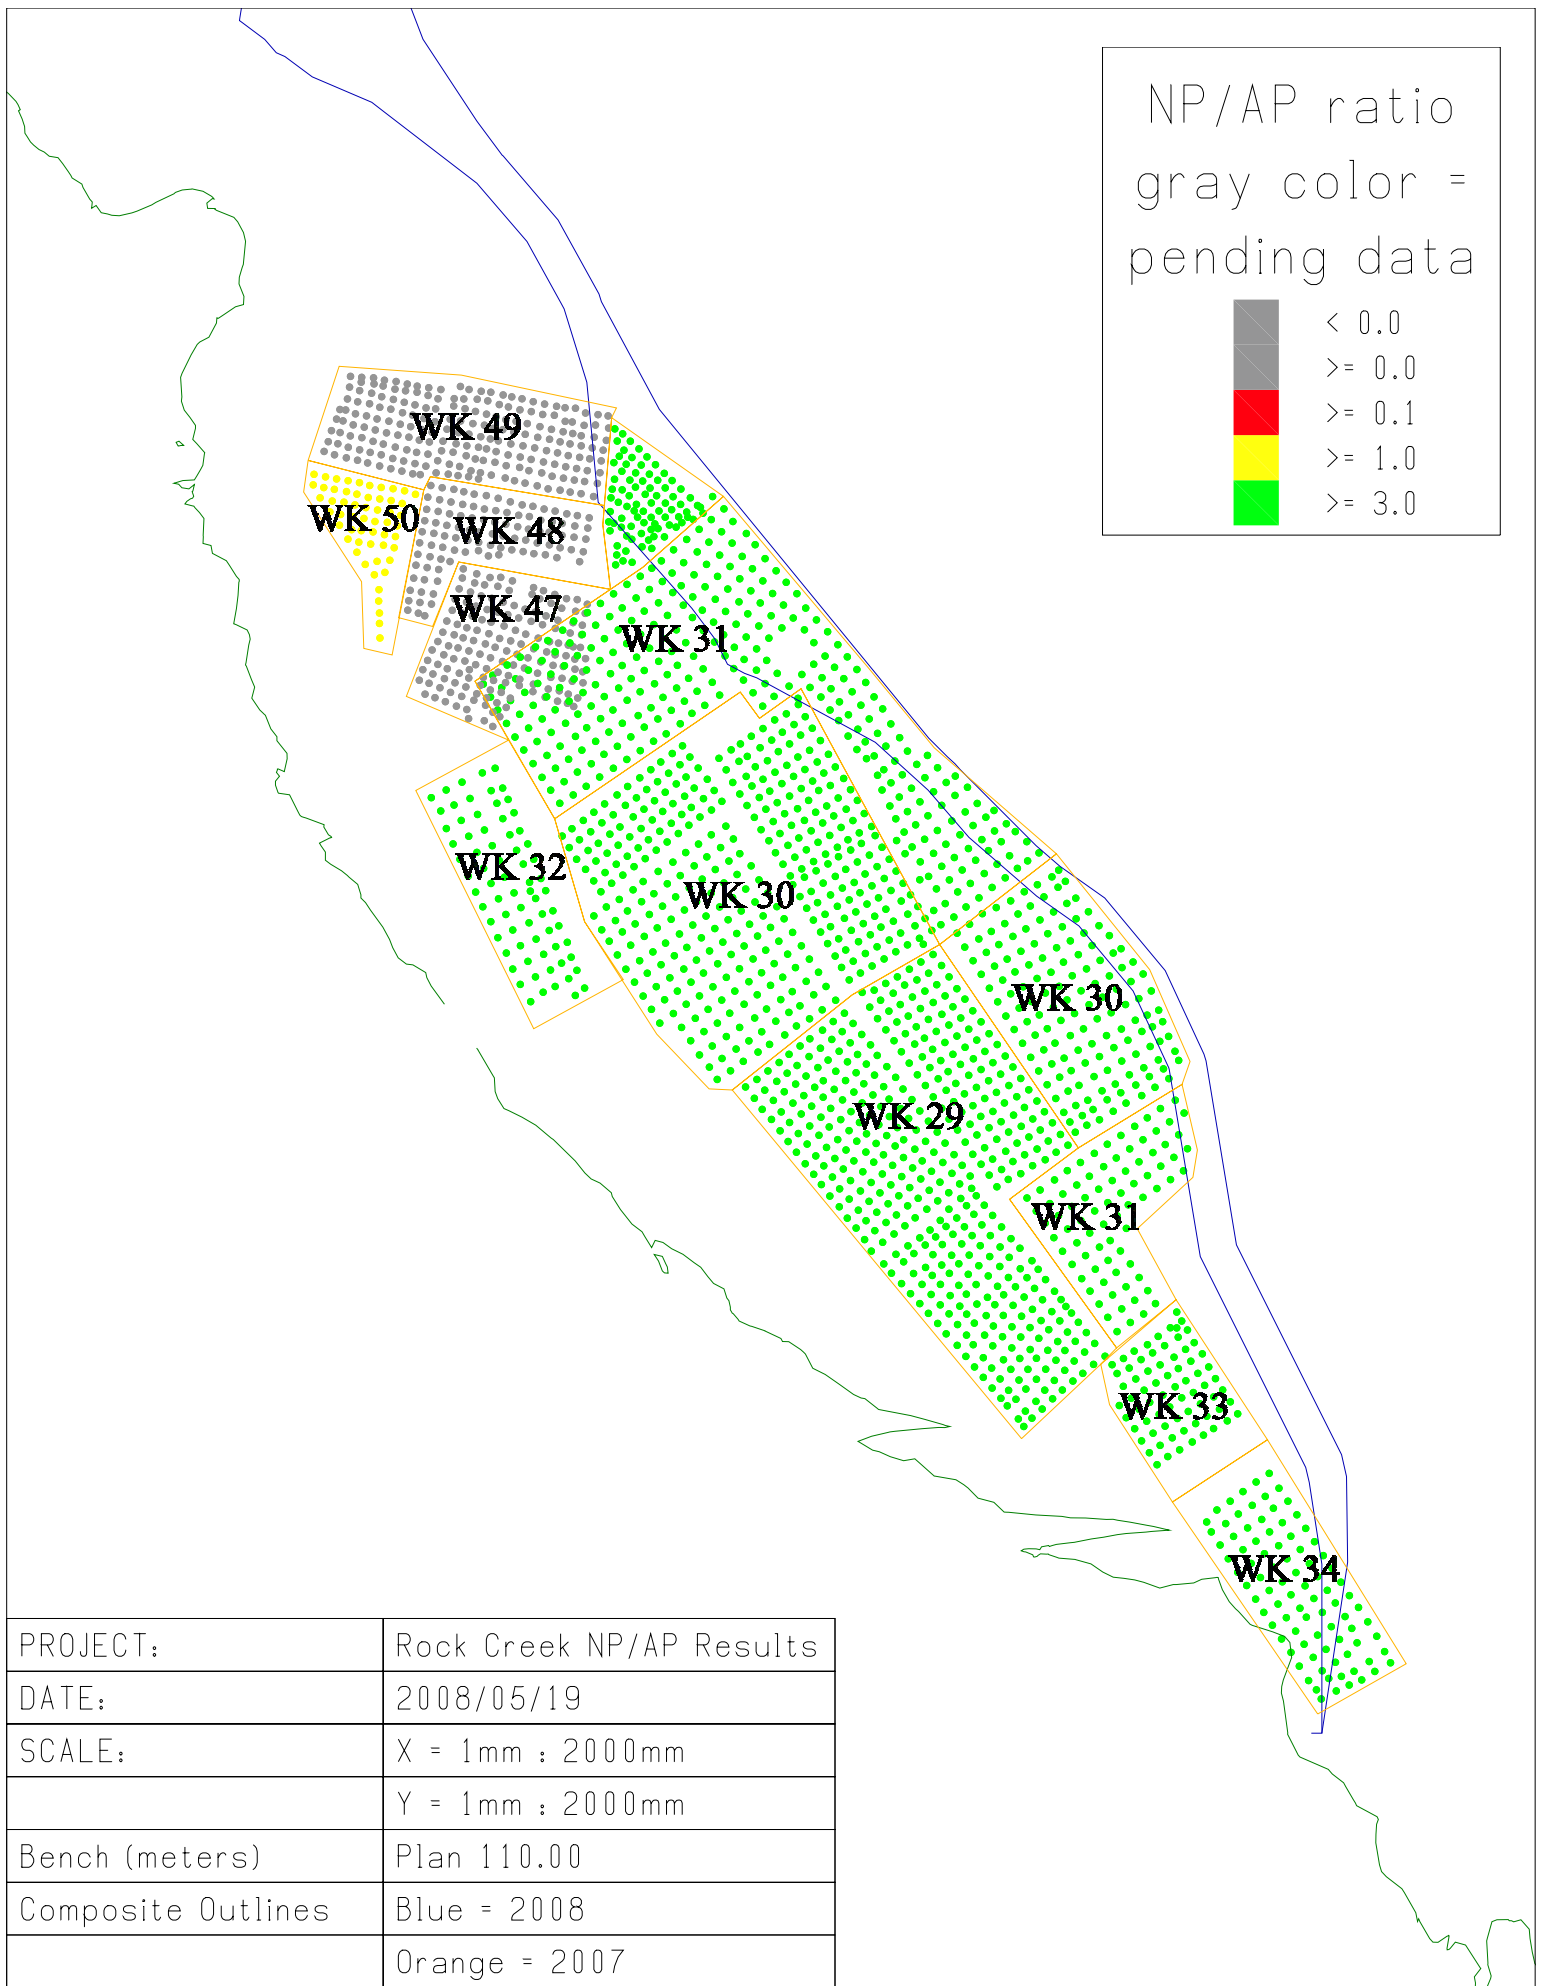 NP/AP ratio
gray color =
pending data
< 0.0
>= 0.0
>= 0.1
>= 1.0
>= 3.0
WK 49
WK 50
WK 48
WK 47
WK 31
WK 32
WK 30
WK 30
WK 29
WK 31
WK 33
WK 34
PROJECT: Rock Creek NP/AP Results
DATE: 2008/05/19
SCALE: X = 1mm : 2000mm
Y = 1mm : 2000mm
Bench (meters) Plan 110.00
Composite Outlines Blue = 2008
Orange = 2007